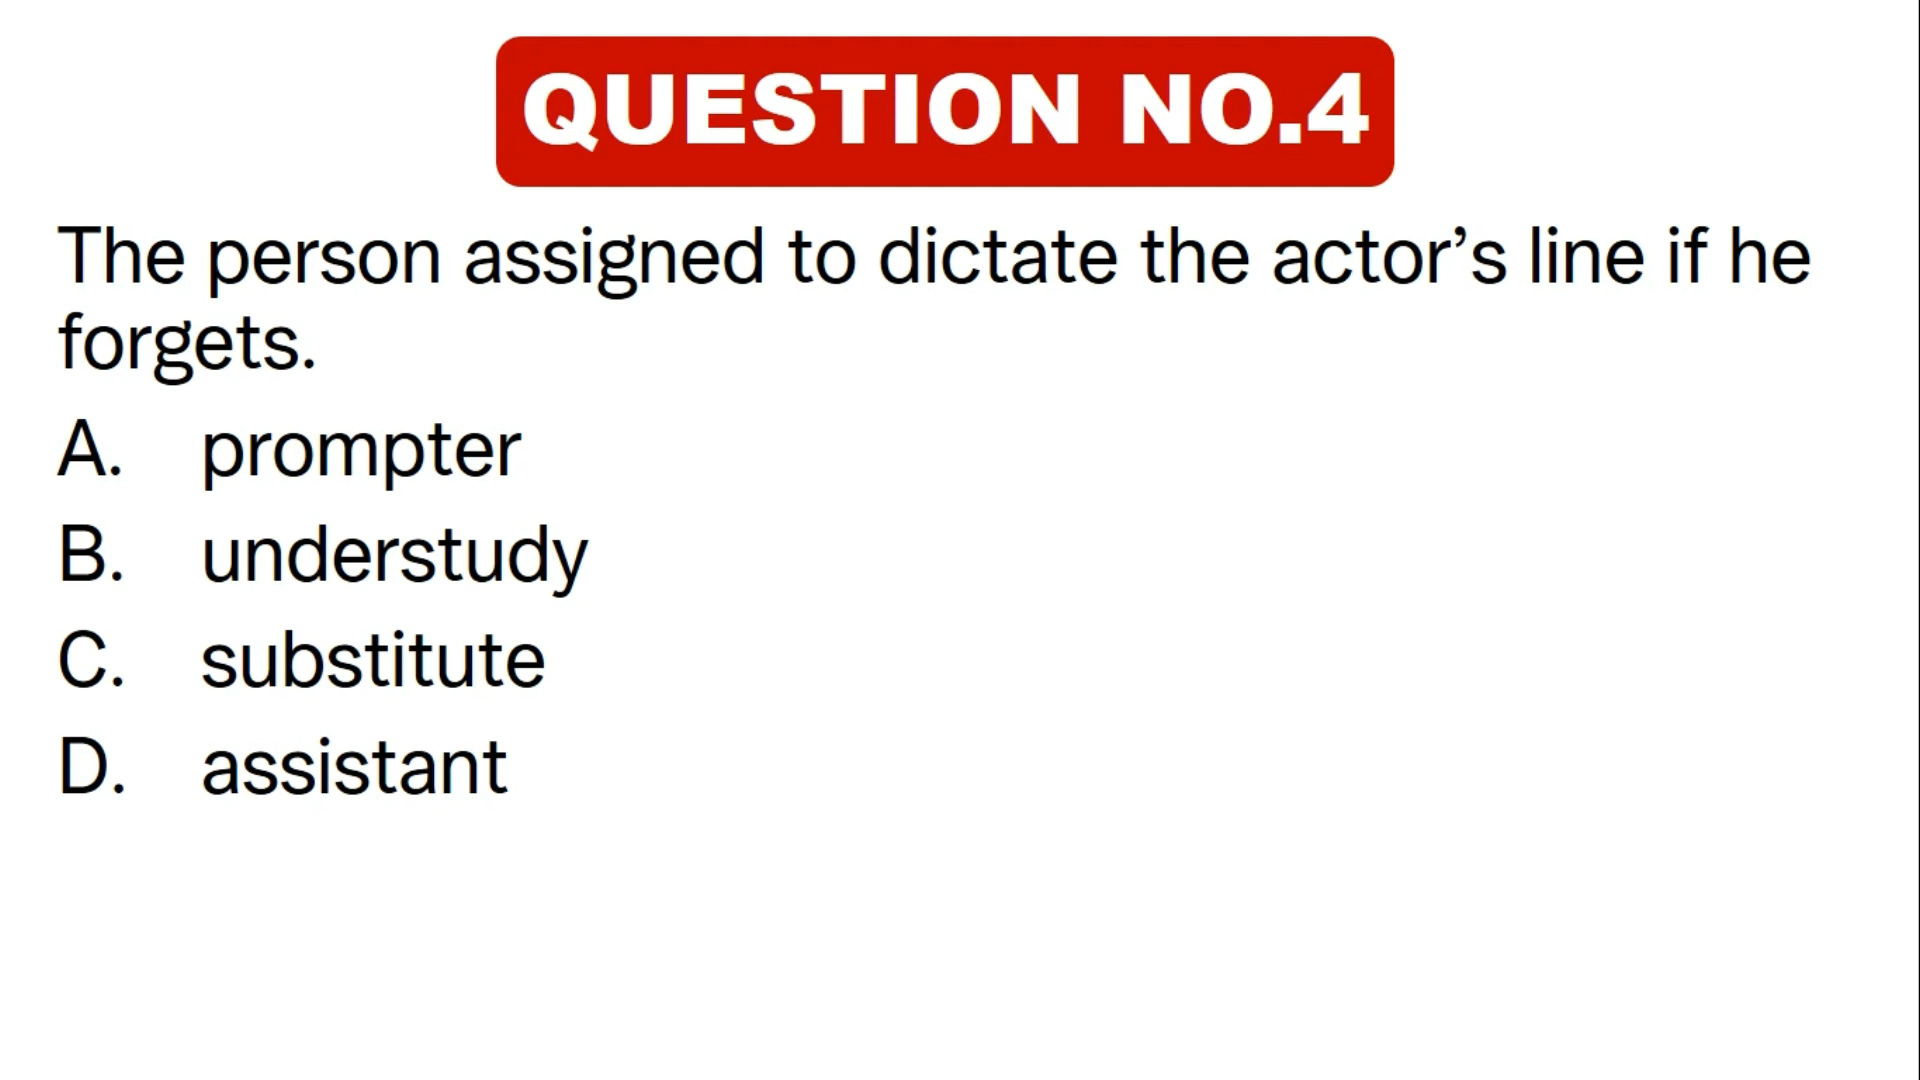 QUESTION NO.4
The person assigned to dictate the actor’s line if he
forgets.
A. prompter
B. understudy
C. substitute
D. assistant